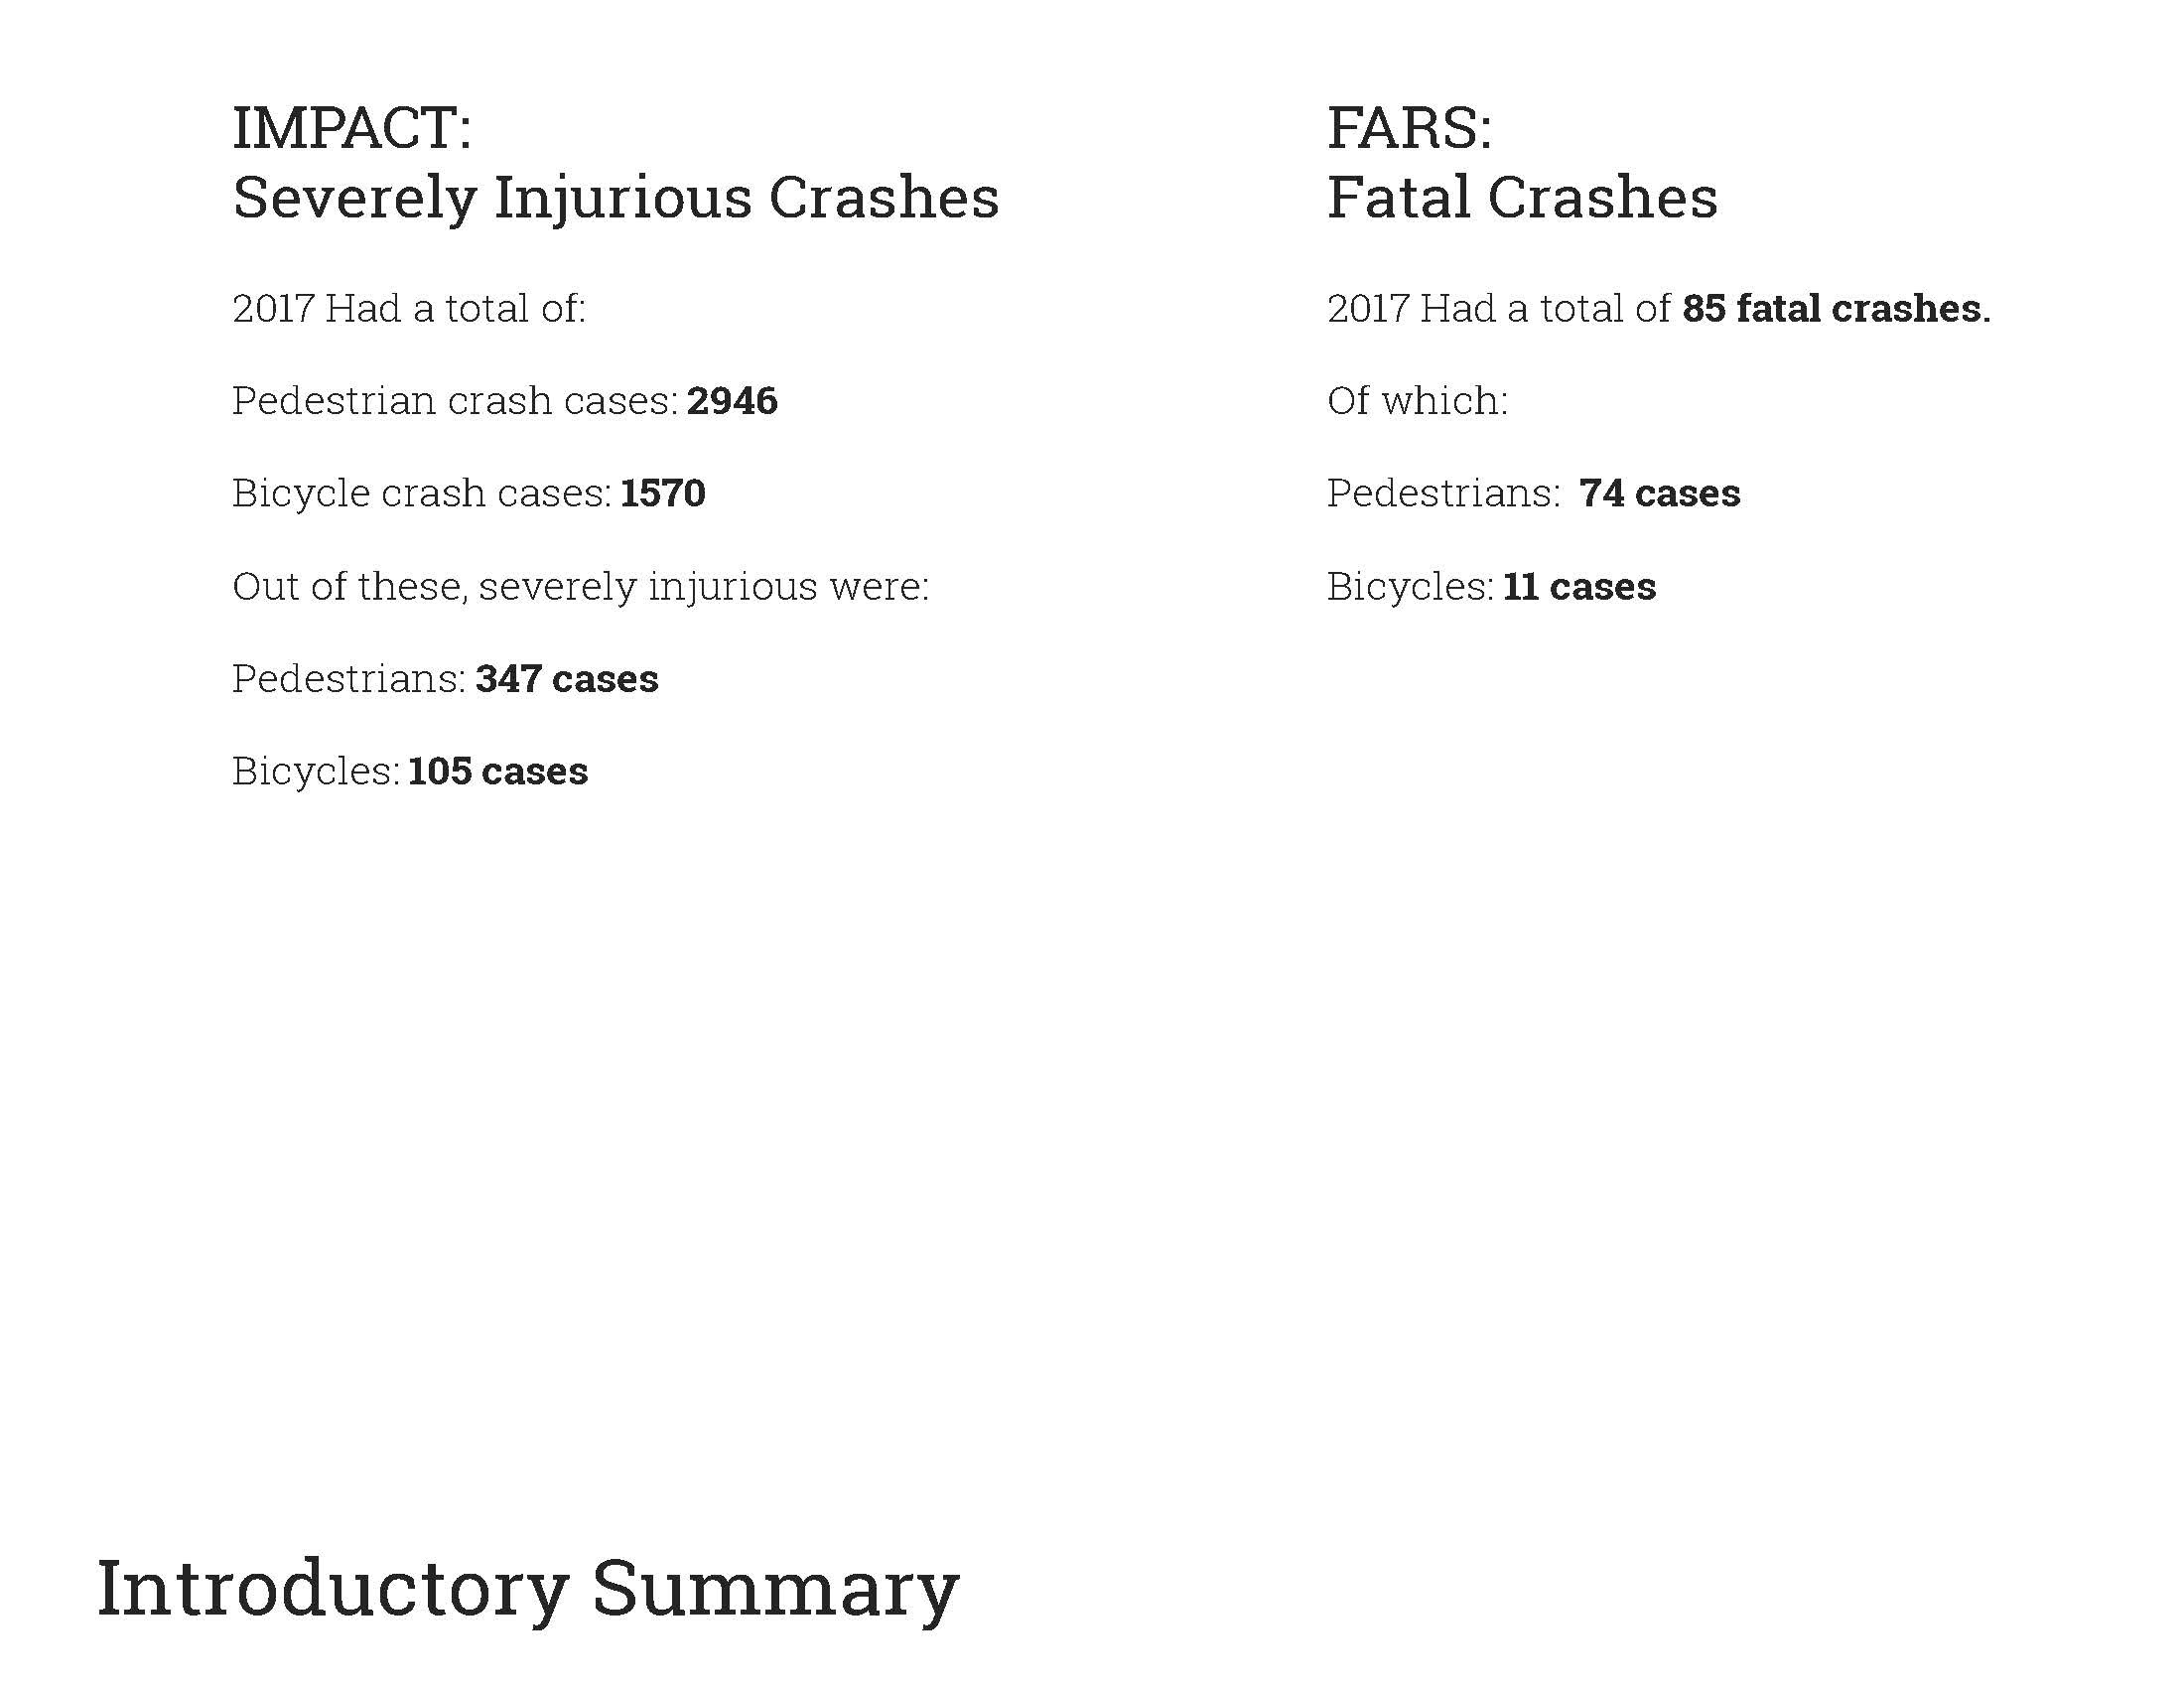 IMPACT:
Severely Injurious Crashes
2017 Had a total of:
Pedestrian crash cases: 2946
Bicycle crash cases: 1570
Out of these, severely injurious were:
Pedestrians: 347 cases
Bicycles: 105 cases
FARS:
Fatal Crashes
2017 Had a total of 85 fatal crashes.
Of which:
Pedestrians: 74 cases
Bicycles: 11 cases
Introductory Summary